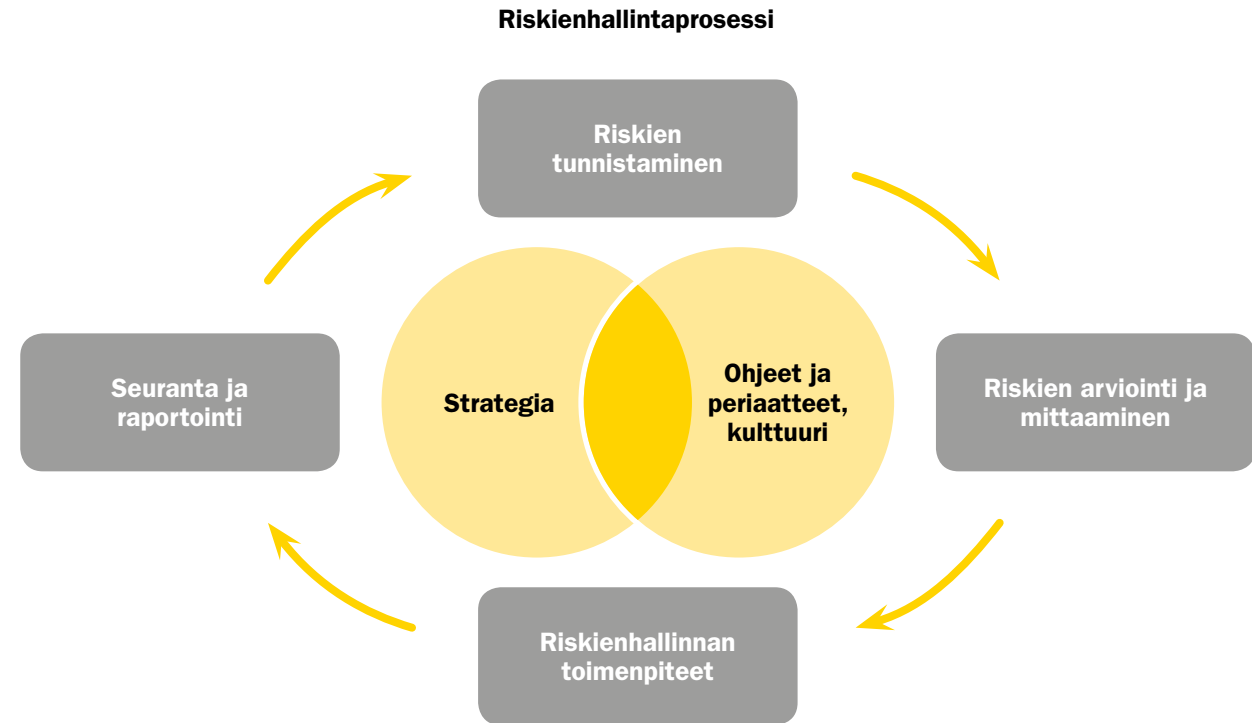 Riskienhallintaprosessi
Riskien
tunnistaminen
Seuranta ja
raportointi
Strategia
Ohjeet ja
periaatteet,
kulttuuri
Riskien arviointi ja
mittaaminen
Riskienhallinnan
toimenpiteet